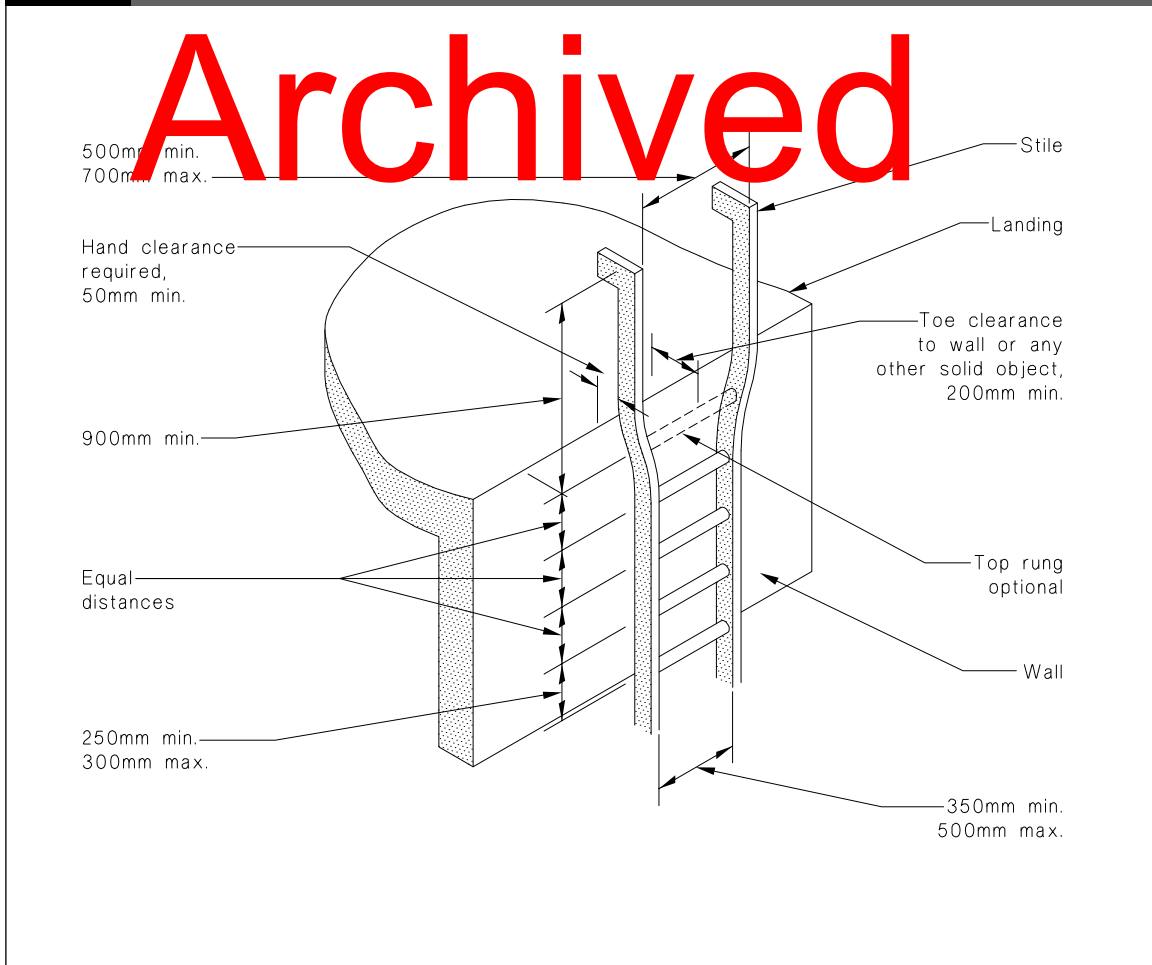 Archived
500mm min.
700mm max.
Stile
Landing
Hand clearance
required,
50mm min.
Toe clearance
to wall or any
other solid object,
200mm min.
900mm min.
Equal
distances
Top rung
optional
Wall
250mm min.
300mm max.
350mm min.
500mm max.